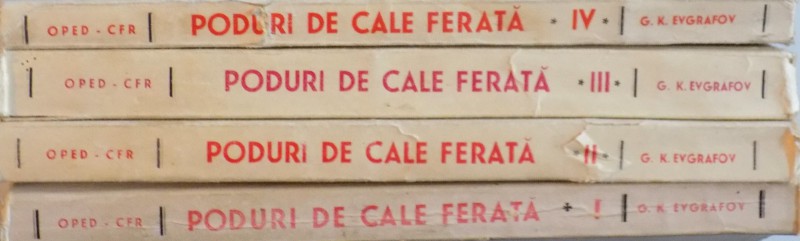 OPED - CFR PODURI DE CALE FERATĂ * IV * G. K. EVGRAFOV
OPED - CFR PODURI DE CALE FERATĂ * III * G. K. EVGRAFOV
OPED - CFR PODURI DE CALE FERATĂ * II * G. K. EVGRAFOV
OPED - CFR PODURI DE CALE FERATĂ * I G. K. EVGRAFOV